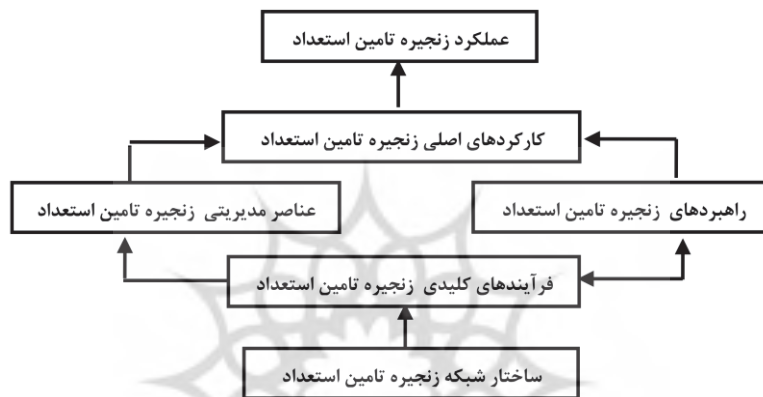 عملکرد زنجیره تامین استعداد
کارکردهای اصلی زنجیره تامین استعداد
راهبردهای زنجیره تامین استعداد
عناصر مدیریتی زنجیره تامین استعداد
فرآیندهای کلیدی زنجیره تامین استعداد
ساختار شبکه زنجیره تامین استعداد